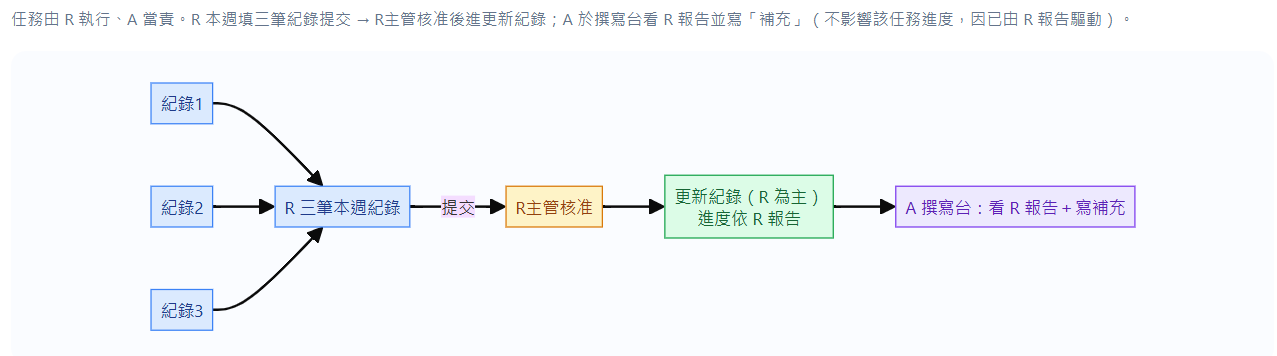 任務由 R 執行、A 當責。R 本週填三筆紀錄提交 → R主管核准後進更新紀錄；A 於撰寫台看 R 報告並寫「補充」（不影響該任務進度，因已由 R 報告驅動）。
紀錄1
紀錄2
紀錄3
R 三筆本週紀錄
提交
R主管核准
更新紀錄（R 為主）
進度依 R 報告
A 撰寫台：看 R 報告 + 寫補充